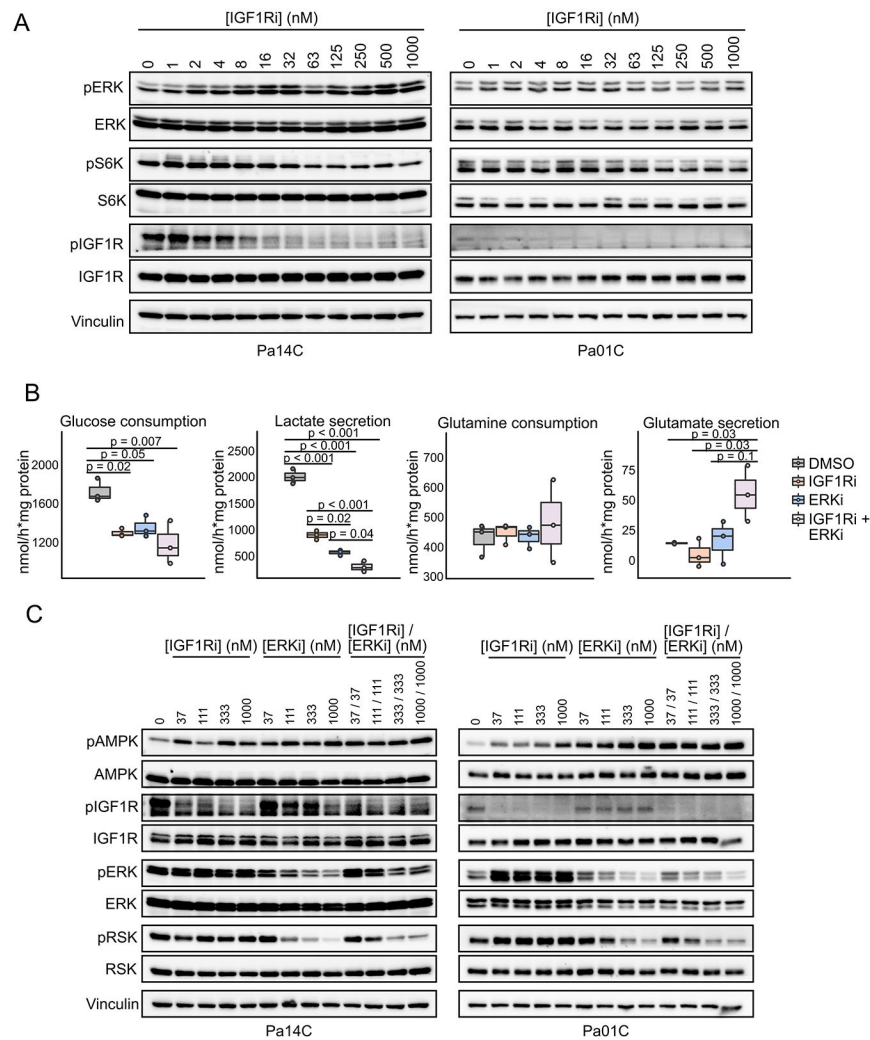 A
[IGF1Ri] (nM)
[IGF1Ri] (nM)
0 1 2 4 8 16 32 63 125 250 500 1000
0 1 2 4 8 16 32 63 125 250 500 1000
pERK
ERK
pS6K
S6K
pIGF1R
IGF1R
Vinculin
Pa14C
Pa01C
B
Glucose consumption
p = 0.007
p = 0.05
p = 0.02
nmol/h*mg protein
2000
1600
1200
Lactate secretion
p < 0.001
p < 0.001
p < 0.001
p < 0.001
p = 0.02
p = 0.04
nmol/h*mg protein
2500
2000
1500
1000
500
Glutamine consumption
nmol/h*mg protein
700
600
500
400
300
Glutamate secretion
p = 0.03
p = 0.03
p = 0.1
nmol/h*mg protein
75
50
25
0
DMSO
IGF1Ri
ERKi
IGF1Ri +
ERKi
C
[IGF1Ri] (nM)
[ERKi] (nM)
[IGF1Ri] /
[ERKi] (nM)
[IGF1Ri] (nM)
[ERKi] (nM)
[IGF1Ri] /
[ERKi] (nM)
0 37 111 333 1000 37 111 333 1000 37 / 37 111 / 111 333 / 333 1000 / 1000
0 37 111 333 1000 37 111 333 1000 37 / 37 111 / 111 333 / 333 1000 / 1000
pAMPK
AMPK
pIGF1R
IGF1R
pERK
ERK
pRSK
RSK
Vinculin
Pa14C
Pa01C